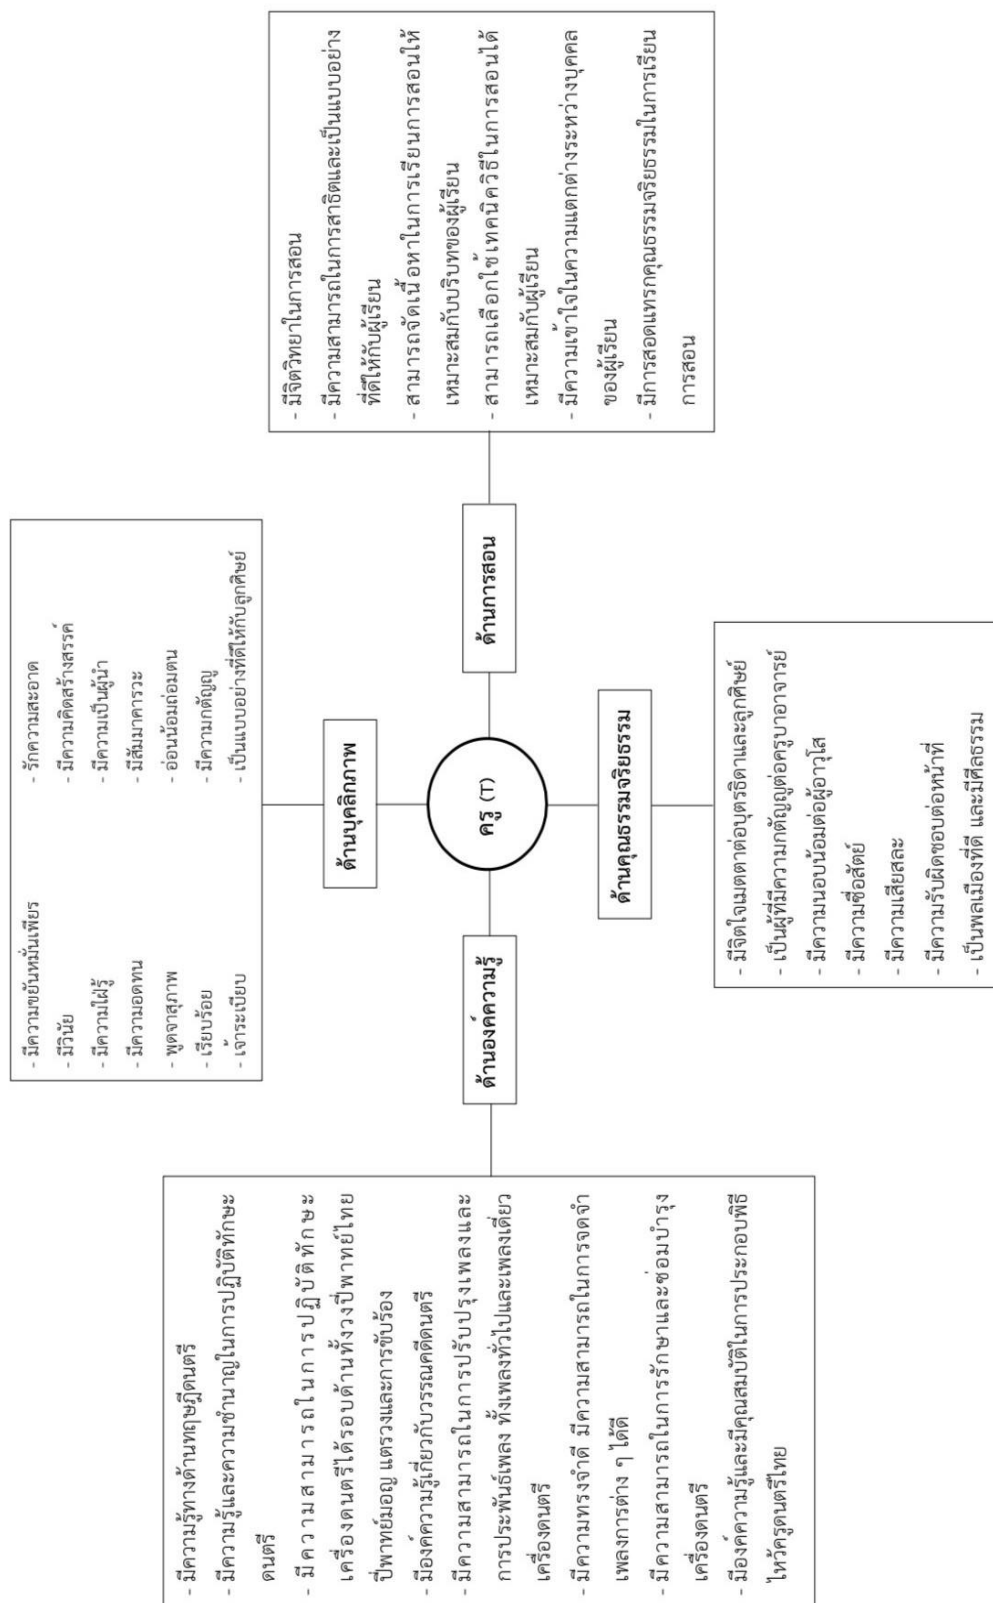 - มีความขยันหมั่นเพียร
- มีวินัย
- มีความใฝ่รู้
- มีความอดทน
- พูดจาสุภาพ
- เรียบร้อย
- เจ้าระเบียบ
- รักความสะอาด
- มีความคิดสร้างสรรค์
- มีความเป็นผู้นำ
- มีสัมมาคารวะ
- อ่อนน้อมถ่อมตน
- มีความกตัญญู
- เป็นแบบอย่างที่ดีให้กับลูกศิษย์
ด้านบุคลิกภาพ
- มีความรู้ทางด้านทฤษฎีดนตรี
- มีความรู้และความชำนาญในการปฏิบัติทักษะ
ดนตรี
- มีความสามารถในการปฏิบัติทักษะ
เครื่องดนตรีได้รอบด้านทั้งวงปี่พาทย์ไทย
ปี่พาทย์มอญ แตรวงและการขับร้อง
- มีองค์ความรู้เกี่ยวกับวรรณคดีดนตรี
- มีความสามารถในการปรับปรุงเพลงและ
การประพันธ์เพลง ทั้งเพลงทั่วไปและเพลงเดี่ยว
เครื่องดนตรี
- มีความทรงจำดี มีความสามารถในการจดจำ
เพลงการต่าง ๆ ได้ดี
- มีความสามารถในการรักษาและซ่อมบำรุง
เครื่องดนตรี
- มีองค์ความรู้และมีคุณสมบัติในการประกอบพิธี
ไหว้ครูดนตรีไทย
ด้านองค์ความรู้
ครู (T)
ด้านการสอน
- มีจิตวิทยาในการสอน
- มีความสามารถในการสาธิตและเป็นแบบอย่าง
ที่ดีให้กับผู้เรียน
- สามารถจัดเนื้อหาในการเรียนการสอนให้
เหมาะสมกับบริบทของผู้เรียน
- สามารถเลือกใช้เทคนิควิธีในการสอนได้
เหมาะสมกับผู้เรียน
- มีความเข้าใจในความแตกต่างระหว่างบุคคล
ของผู้เรียน
- มีการสอดแทรกคุณธรรมจริยธรรมในการเรียน
การสอน
ด้านคุณธรรมจริยธรรม
- มีจิตใจเมตตาต่อบุตรธิดาและลูกศิษย์
- เป็นผู้ที่มีความกตัญญูต่อครูบาอาจารย์
- มีความนอบน้อมต่อผู้อาวุโส
- มีความซื่อสัตย์
- มีความเสียสละ
- มีความรับผิดชอบต่อหน้าที่
- เป็นพลเมืองที่ดี และมีศีลธรรม